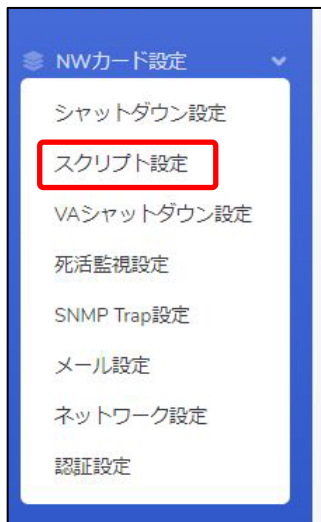 NWカード設定
シャットダウン設定
スクリプト設定
VAシャットダウン設定
死活監視設定
SNMP Trap設定
メール設定
ネットワーク設定
認証設定